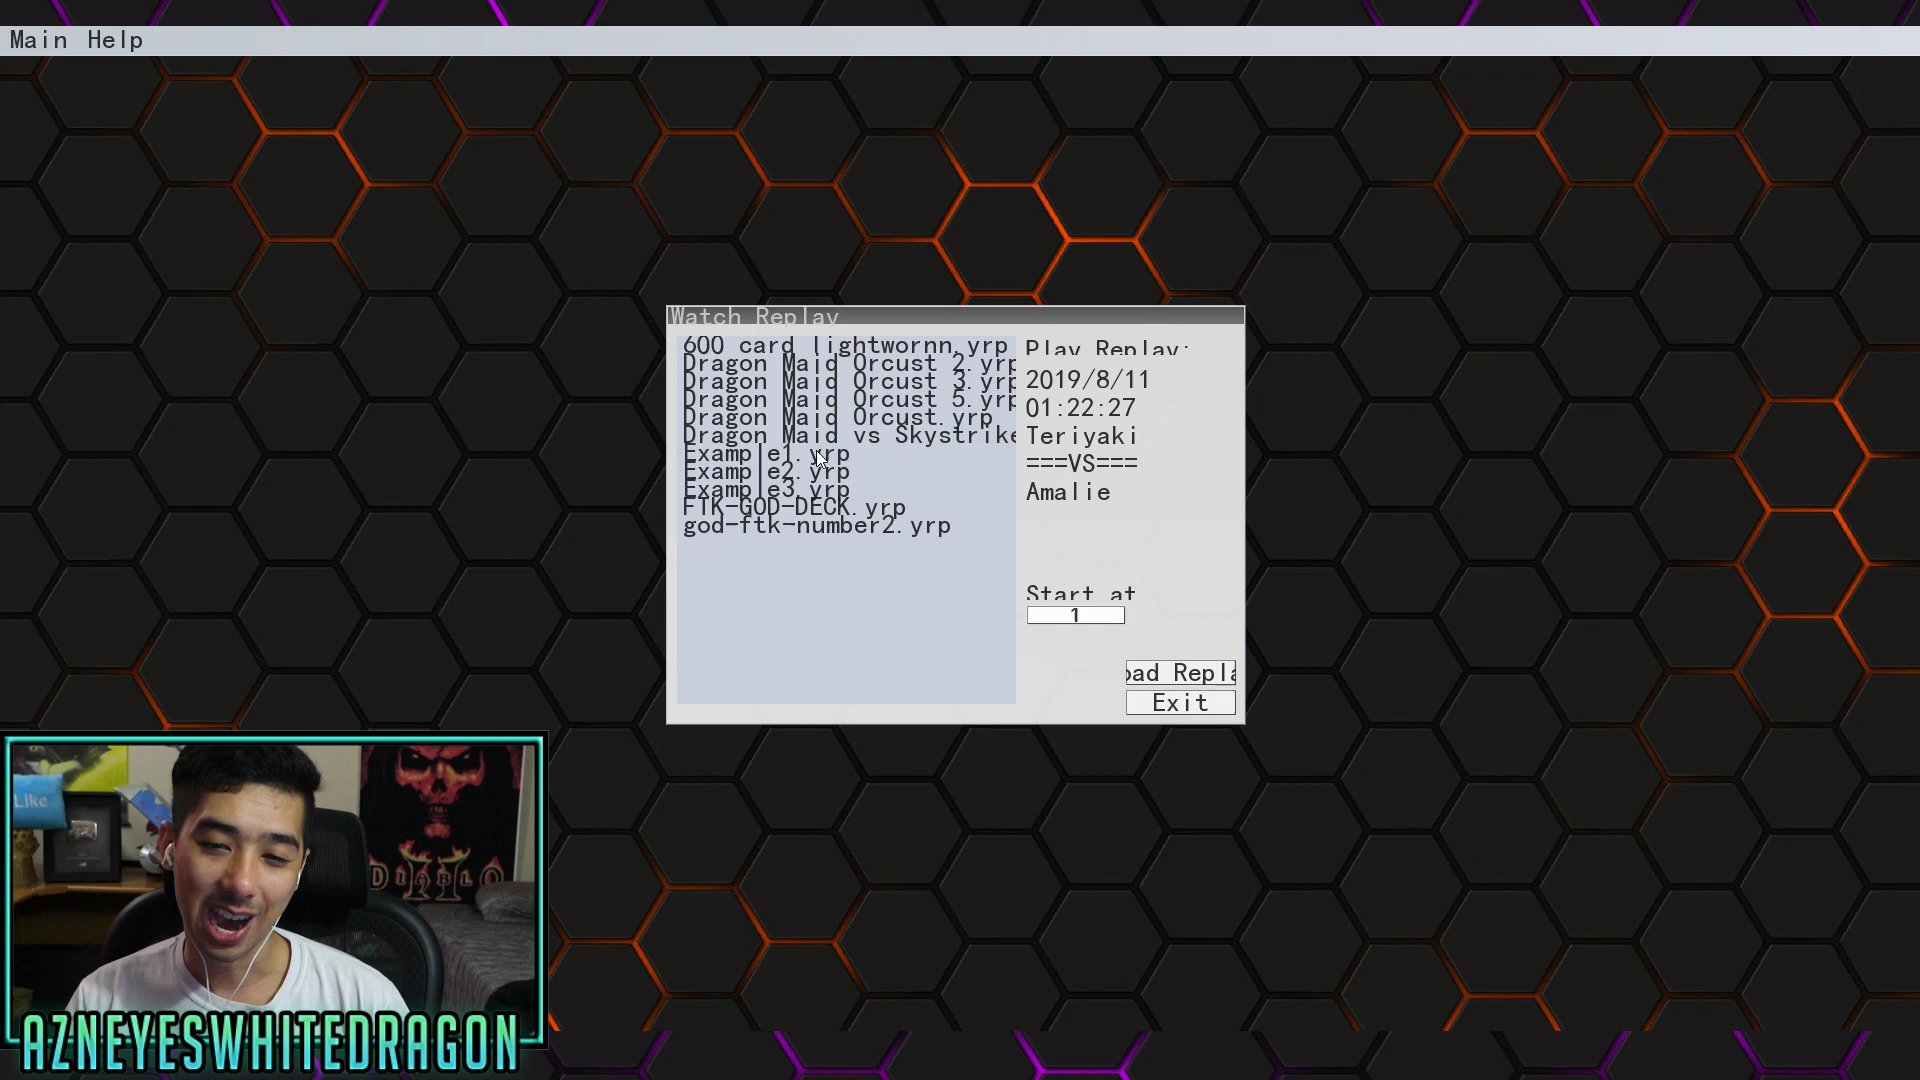 Main Help
Watch Replay
600 card lightwornn.yrp
Dragon Maid Orcust 2.yrp
Dragon Maid Orcust 3.yrp
Dragon Maid Orcust 5.yrp
Dragon Maid Orcust.yrp
Dragon Maid vs Skystrike
Example1.yrp
Example2.yrp
Example3.yrp
FTK-GOD-DECK.yrp
god-ftk-number2.yrp
Play Replay:
2019/8/11
01:22:27
Teriyaki
===VS===
Amalie
Start at
1
oad Repla
Exit
Like
DIABLO
II
AZNEYESWHITEDRAGON